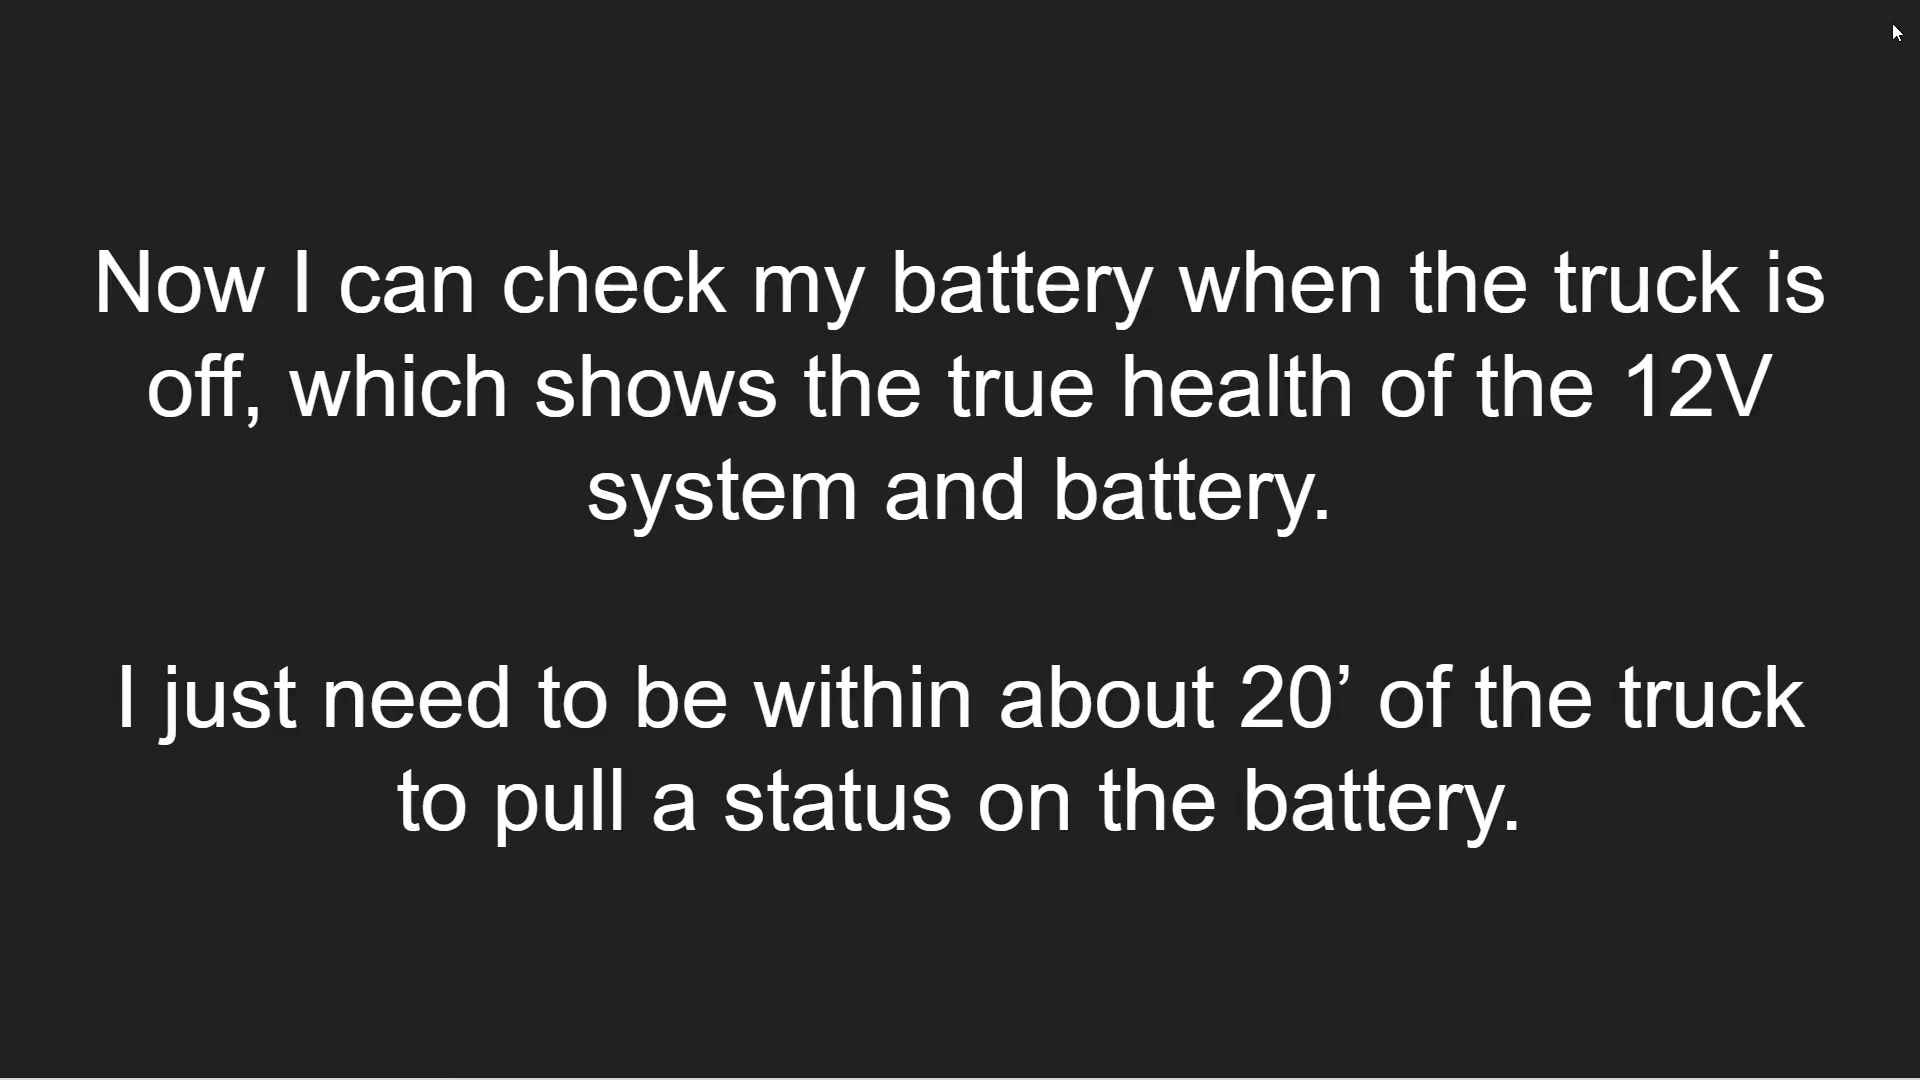 Now I can check my battery when the truck is
off, which shows the true health of the 12V
system and battery.
I just need to be within about 20’ of the truck
to pull a status on the battery.